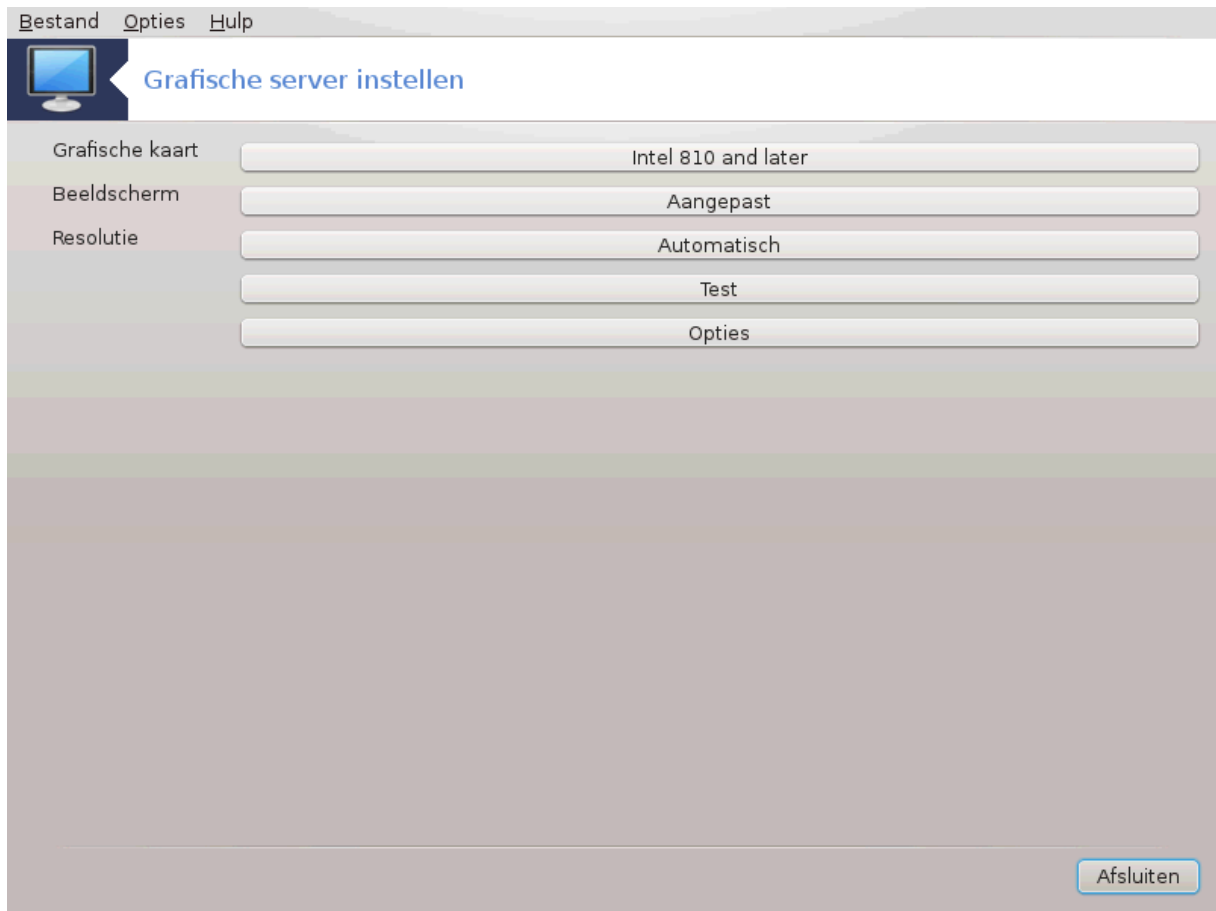 Bestand Opties Hulp
Grafische server instellen
Grafische kaart Intel 810 and later
Beeldscherm Aangepast
Resolutie Automatisch
Test
Opties
Afsluiten